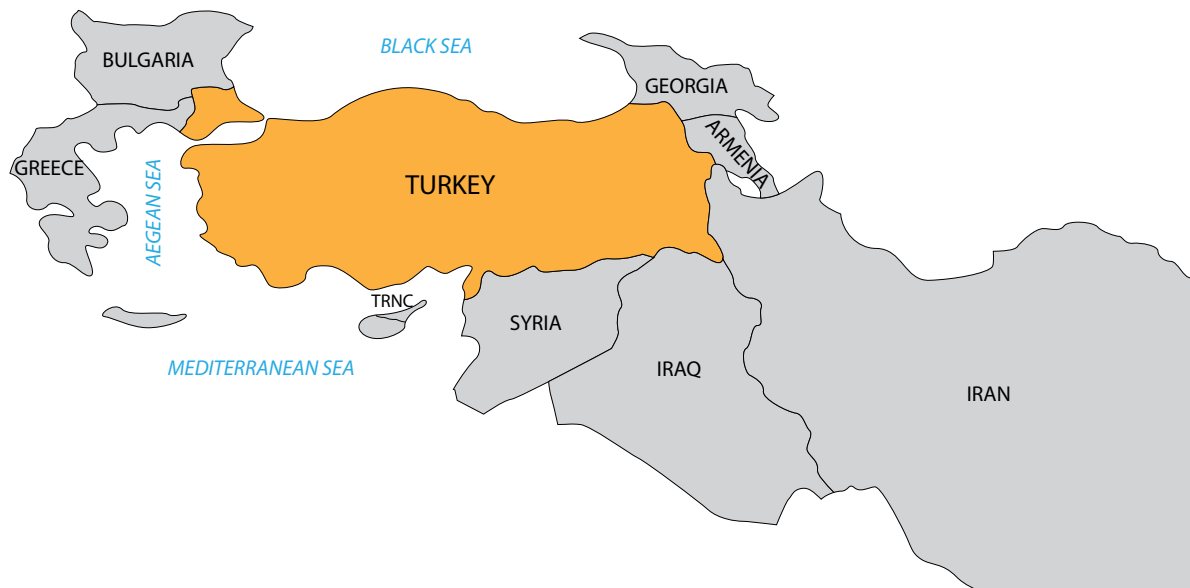 BLACK SEA
BULGARIA
GEORGIA
ARMENIA
GREECE
AEGEAN SEA
TURKEY
TRNC
SYRIA
MEDITERRANEAN SEA
IRAQ
IRAN